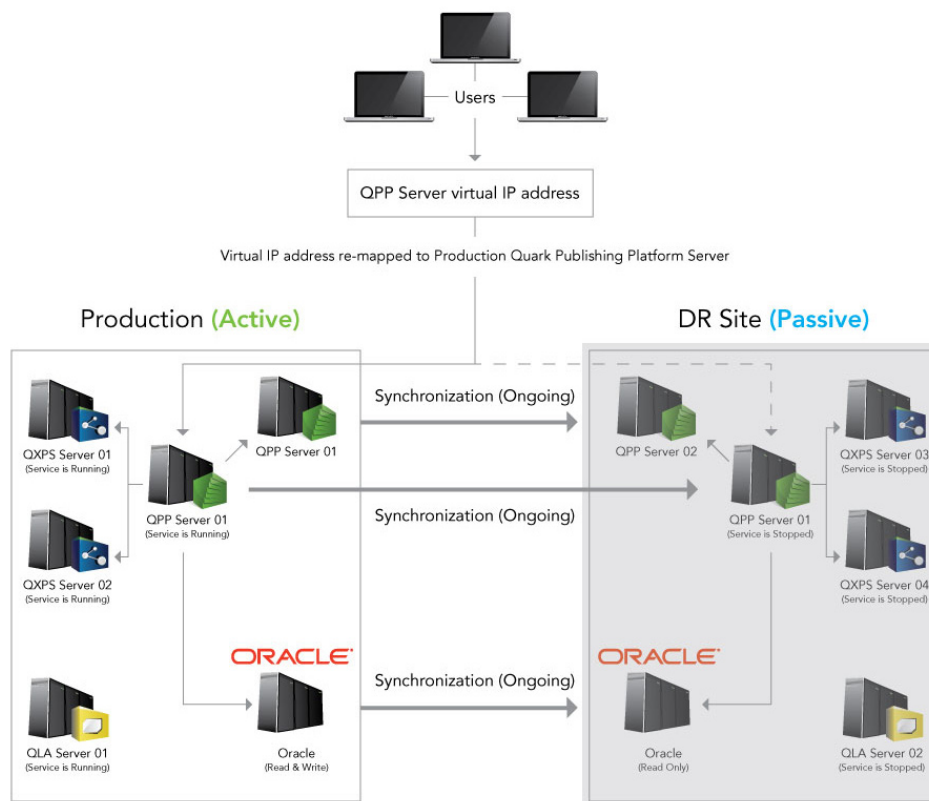 Users
QPP Server virtual IP address
Virtual IP address re-mapped to Production Quark Publishing Platform Server
Production (Active)
QXPS Server 01
(Service is Running)
QPP Server 01
QPP Server 01
(Service is Running)
QXPS Server 02
(Service is Running)
ORACLE
QLA Server 01
(Service is Running)
Oracle
(Read & Write)
Synchronization (Ongoing)
Synchronization (Ongoing)
Synchronization (Ongoing)
DR Site (Passive)
QPP Server 02
QXPS Server 03
(Service is Stopped)
QPP Server 01
(Service is Stopped)
QXPS Server 04
(Service is Stopped)
ORACLE
Oracle
(Read Only)
QLA Server 02
(Service is Stopped)